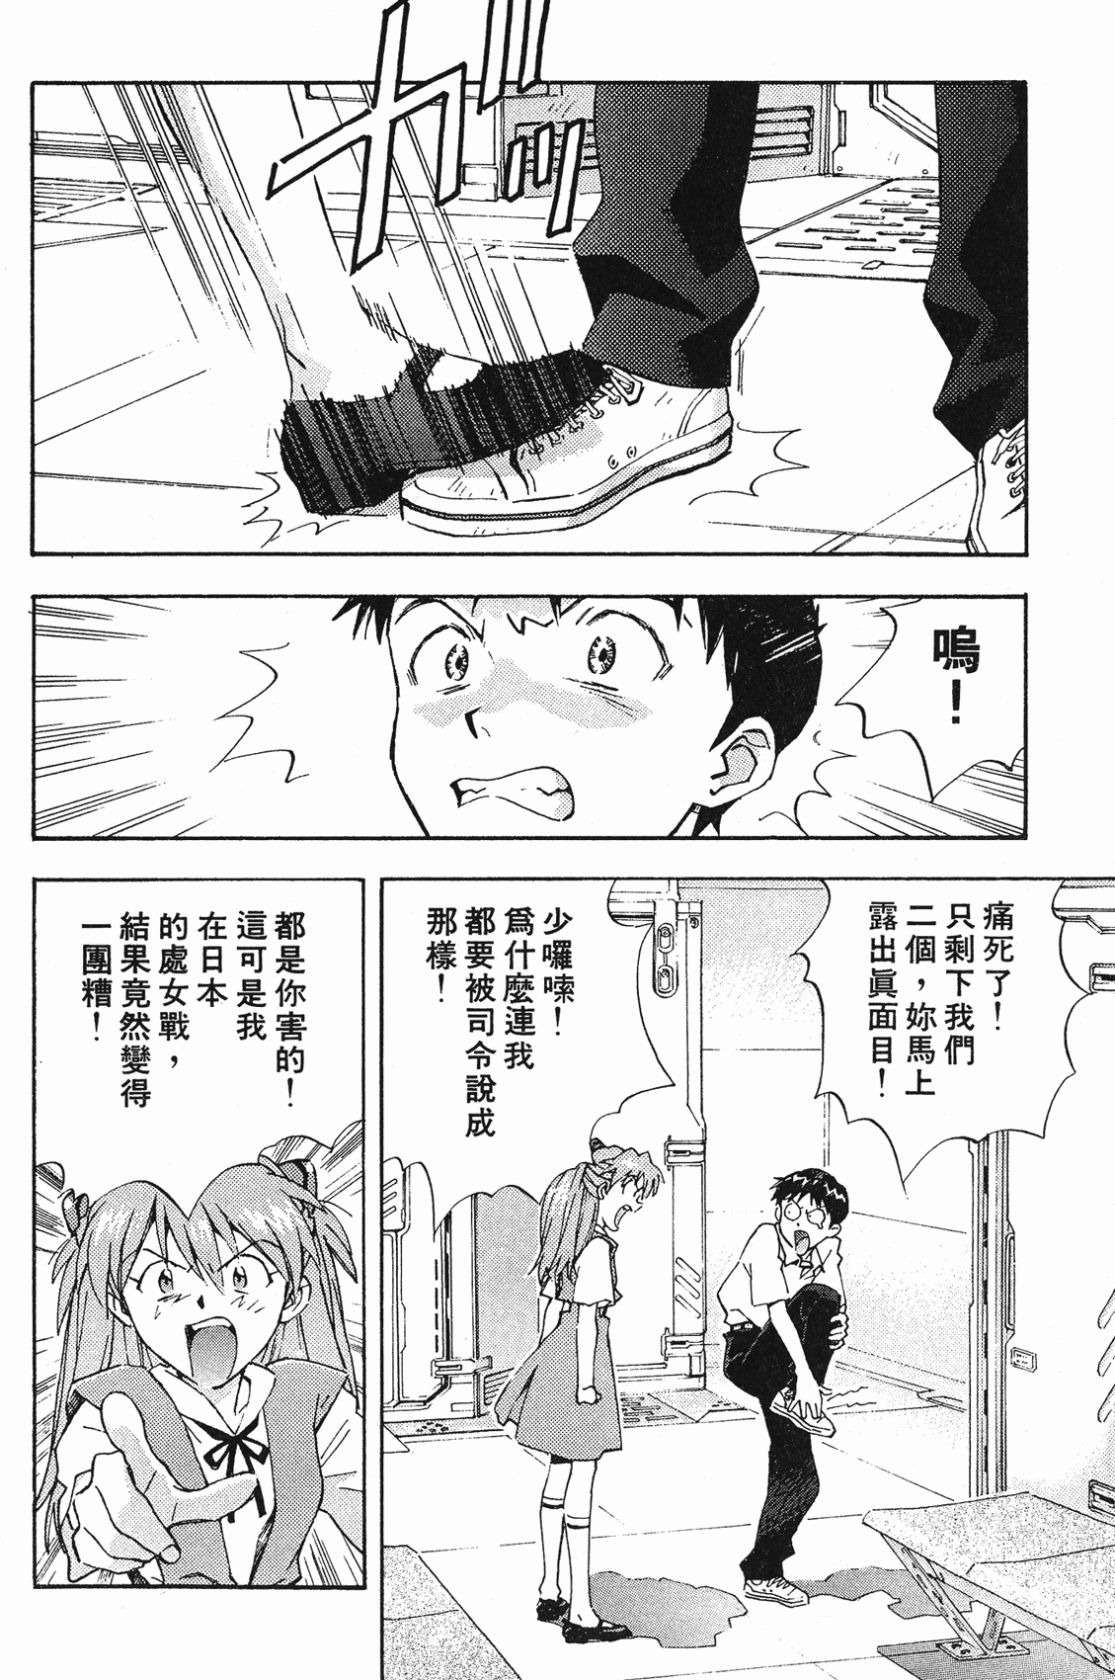 ガガッ
嗚！
痛死了！
只剩下我們
二個，妳馬上
露出眞面目！
少囉嗦！
爲什麼連我
都要被司令說成
那樣！
都是你害的！
這可是我
在日本
的處女戰，
結果竟然變得
一團糟！